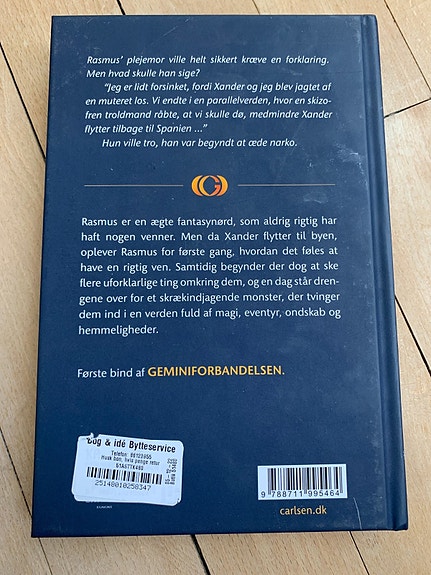 Rasmus' plejemor ville helt sikkert kræve en forklaring.
Men hvad skulle han sige?
"Jeg er lidt forsinket, fordi Xander og jeg blev jagtet af
en muteret los. Vi endte i en parallelverden, hvor en skizo-
fren troldmand råbte, at vi skulle dø, medmindre Xander
flytter tilbage til Spanien ..."
Hun ville tro, han var begyndt at æde narko.
Rasmus er en ægte fantasynørd, som aldrig rigtig har
haft nogen venner. Men da Xander flytter til byen,
oplever Rasmus for første gang, hvordan det føles at
have en rigtig ven. Samtidig begynder der dog at ske
flere uforklarlige ting omkring dem, og en dag står dren-
gene over for et skrækindjagende monster, der tvinger
dem ind i en verden fuld af magi, eventyr, ondskab og
hemmeligheder.
Første bind af GEMINIFORBANDELSEN.
Bog & idé Bytteservice
Husk bon, hvis penge retur
25148010258347
9 788711 995464
carlsen.dk